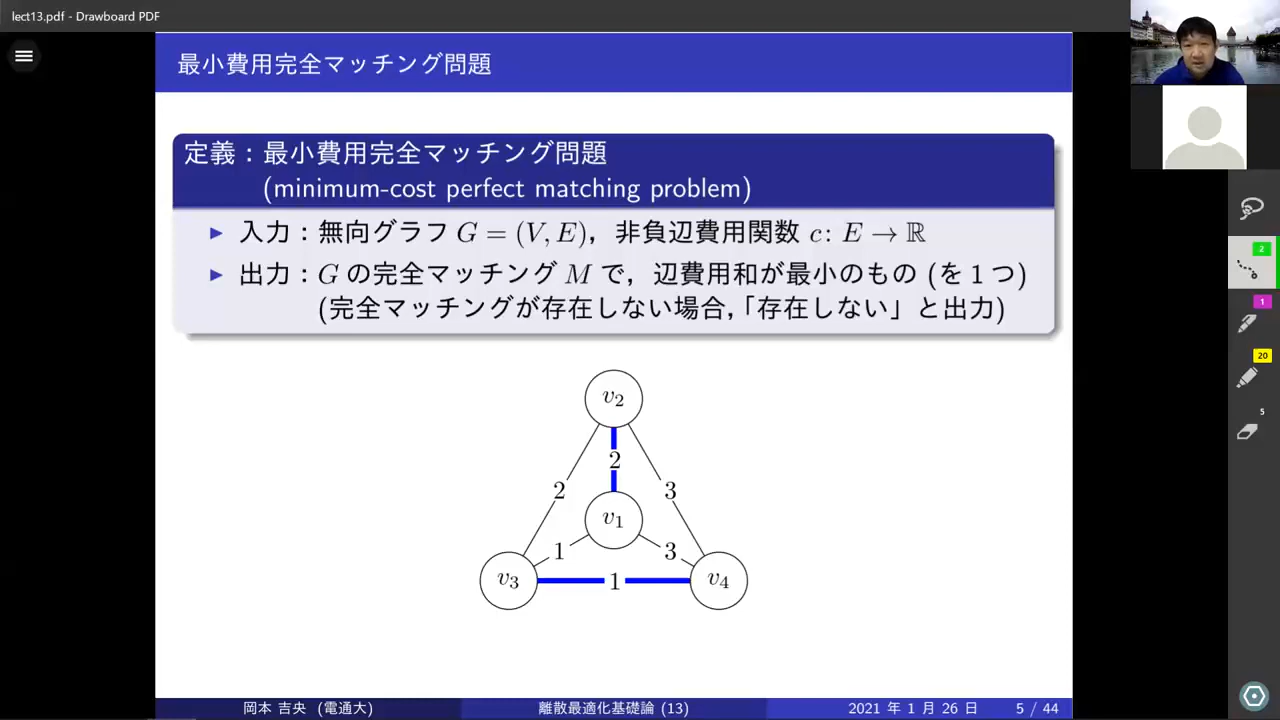 lect13.pdf - Drawboard PDF
最小費用完全マッチング問題
定義：最小費用完全マッチング問題
(minimum-cost perfect matching problem)
▶ 入力：無向グラフ G = (V, E)，非負辺費用関数 c: E → ℝ
▶ 出力：G の完全マッチング M で，辺費用和が最小のもの (を 1 つ)
(完全マッチングが存在しない場合，「存在しない」と出力)
v2
2
2
3
v1
1
3
v3
1
v4
岡本 吉央 (電通大)
離散最適化基礎論 (13)
2021 年 1 月 26 日
5 / 44
2
1
20
5